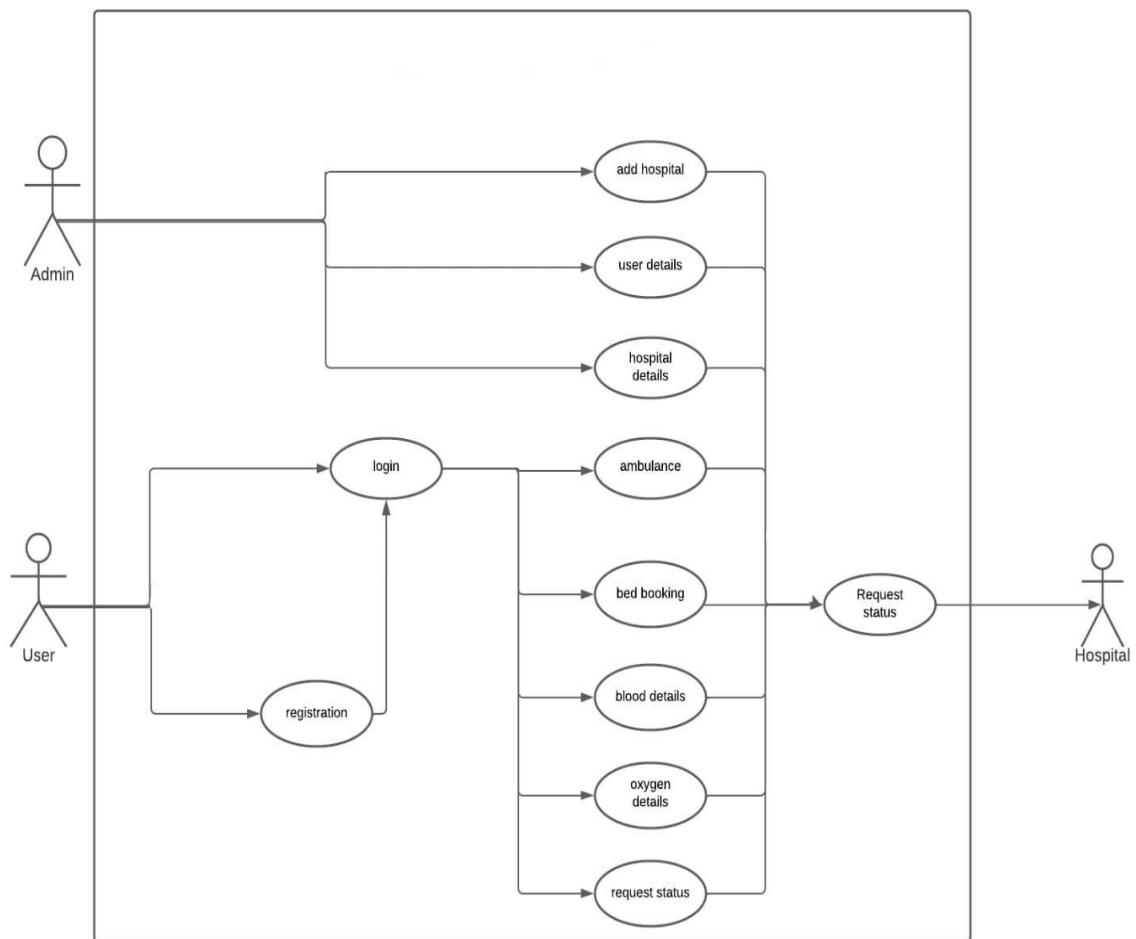 add hospital
Admin
user details
hospital
details
login
ambulance
bed booking
Request
status
User
Hospital
registration
blood details
oxygen
details
request status